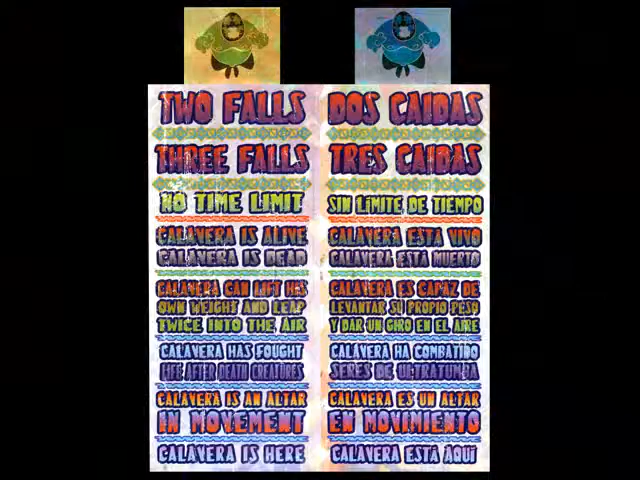 TWO FALLS
THREE FALLS
NO TIME LIMIT
CALAVERA IS ALIVE
CALAVERA IS DEAD
CALAVERA CAN LIFT HIS
OWN WEIGHT AND LEAP
TWICE INTO THE AIR
CALAVERA HAS FOUGHT
LIFE AFTER DEATH CREATURES
CALAVERA IS AN ALTAR
IN MOVEMENT
CALAVERA IS HERE
DOS CAIDAS
TRES CAIDAS
SIN LÍMITE DE TIEMPO
CALAVERA ESTA VIVO
CALAVERA ESTA MUERTO
CALAVERA ES CAPAZ DE
LEVANTAR SU PROPIO PESO
Y DAR UN GIRO EN EL AIRE
CALAVERA HA COMBATIDO
SERES DE ULTRATUMBA
CALAVERA ES UN ALTAR
EN MOVIMIENTO
CALAVERA ESTÁ AQUÍ